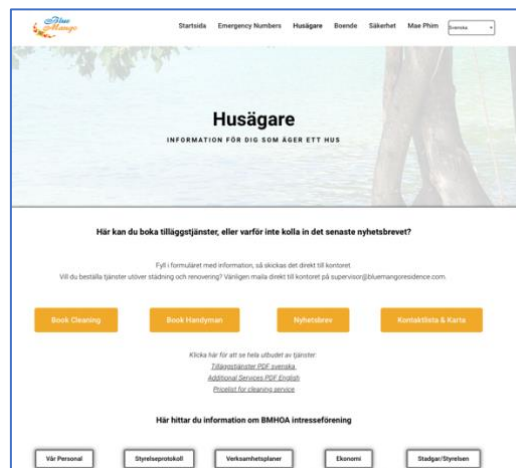 Blue
Mango
Startsida Emergency Numbers Husägare Boende Säkerhet Mae Phim Svenska
Husägare
INFORMATION FÖR DIG SOM ÄGER ETT HUS
Här kan du boka tilläggstjänster, eller varför inte kolla in det senaste nyhetsbrevet?
Fyll i formuläret med information, så skickas det direkt till kontoret.
Vill du beställa tjänster utöver städning och renovering? Vänligen maila direkt till kontoret på supervisor@bluemangoresidence.com.
Book Cleaning Book Handyman Nyhetsbrev Kontaktlista & Karta
Klicka här för att se hela utbudet av tjänster:
Tilläggstjänster PDF svenska
Additional Services PDF English
Pricelist for cleaning service
Här hittar du information om BMHOA intresseförening
Vår Personal Styrelseprotokoll Verksamhetsplaner Ekonomi Stadgar/Styrelsen